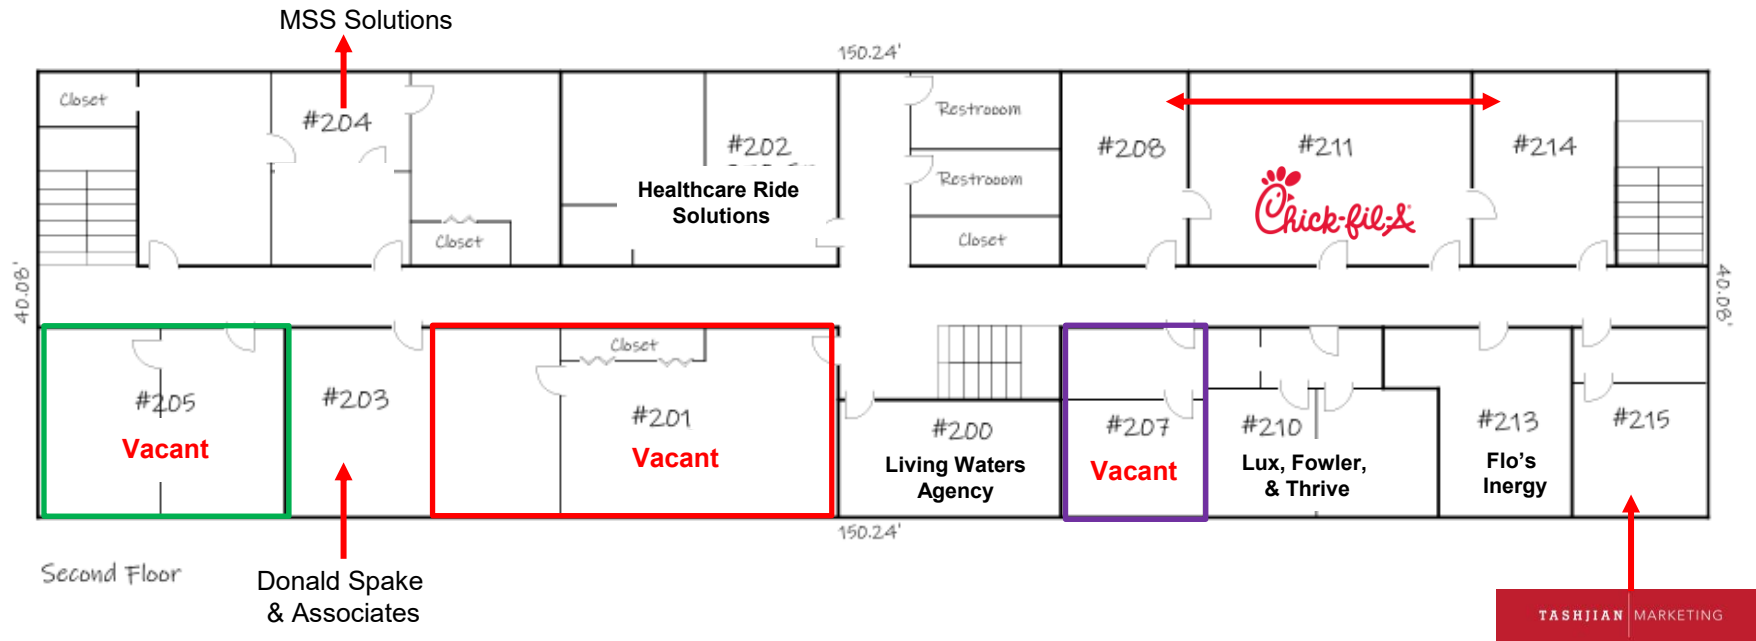 MSS Solutions
150.24'
Closet
#204
#202
Healthcare Ride
Solutions
Closet
Restrooom
Restrooom
Closet
#208
#211
#214
Chick-fil-A
40.08'
40.08'
#205
Vacant
#203
Closet
#201
Vacant
#200
Living Waters
Agency
#207
Vacant
#210
Lux, Fowler,
& Thrive
#213
Flo's
Inergy
#215
150.24'
Second Floor
Donald Spake
& Associates
TASHJIAN MARKETING